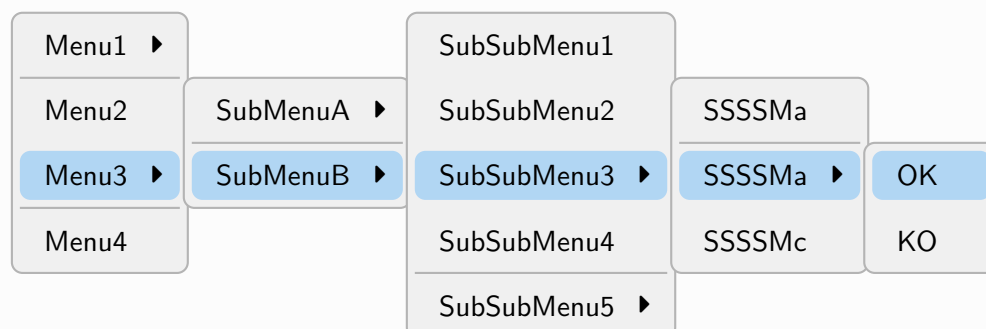 Menu1
Menu2
Menu3
Menu4
SubMenuA
SubMenuB
SubSubMenu1
SubSubMenu2
SubSubMenu3
SubSubMenu4
SubSubMenu5
SSSSMa
SSSSMa
SSSSMc
OK
KO